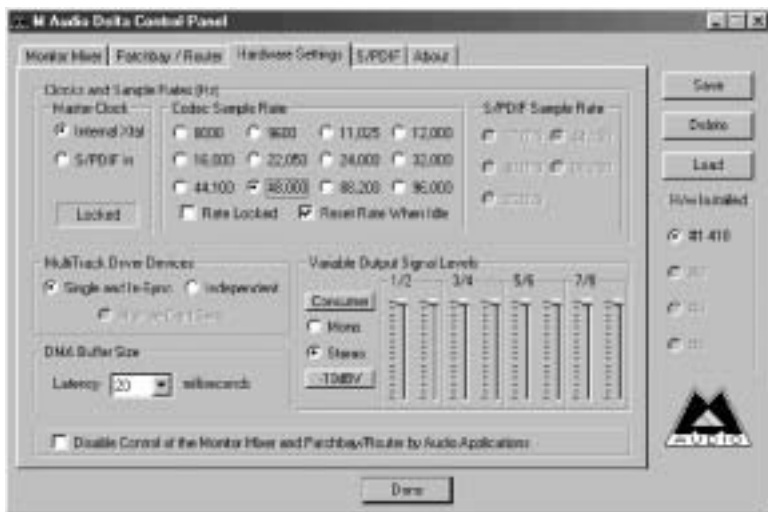 M Audio Delta Control Panel
Monitor Mixer
Patchbay / Router
Hardware Settings
S/PDIF
About
Clocks and Sample Rates (Hz)
Master Clock
Internal Xtal
S/PDIF in
Locked
Codec Sample Rate
8000
9600
11,025
12,000
16,000
22,050
24,000
32,000
44,100
48,000
88,200
96,000
Rate Locked
Reset Rate When Idle
S/PDIF Sample Rate
Save
Delete
Load
H/w Installed
#1 410
MultiTrack Driver Devices
Single and In-Sync
Independent
DMA Buffer Size
Latency: 20 milliseconds
Variable Output Signal Levels
1/2 3/4 5/6 7/8
Consumer
Mono
Stereo
-10dBV
Disable Control of the Monitor Mixer and Patchbay/Router by Audio Applications
AUDIO
Done